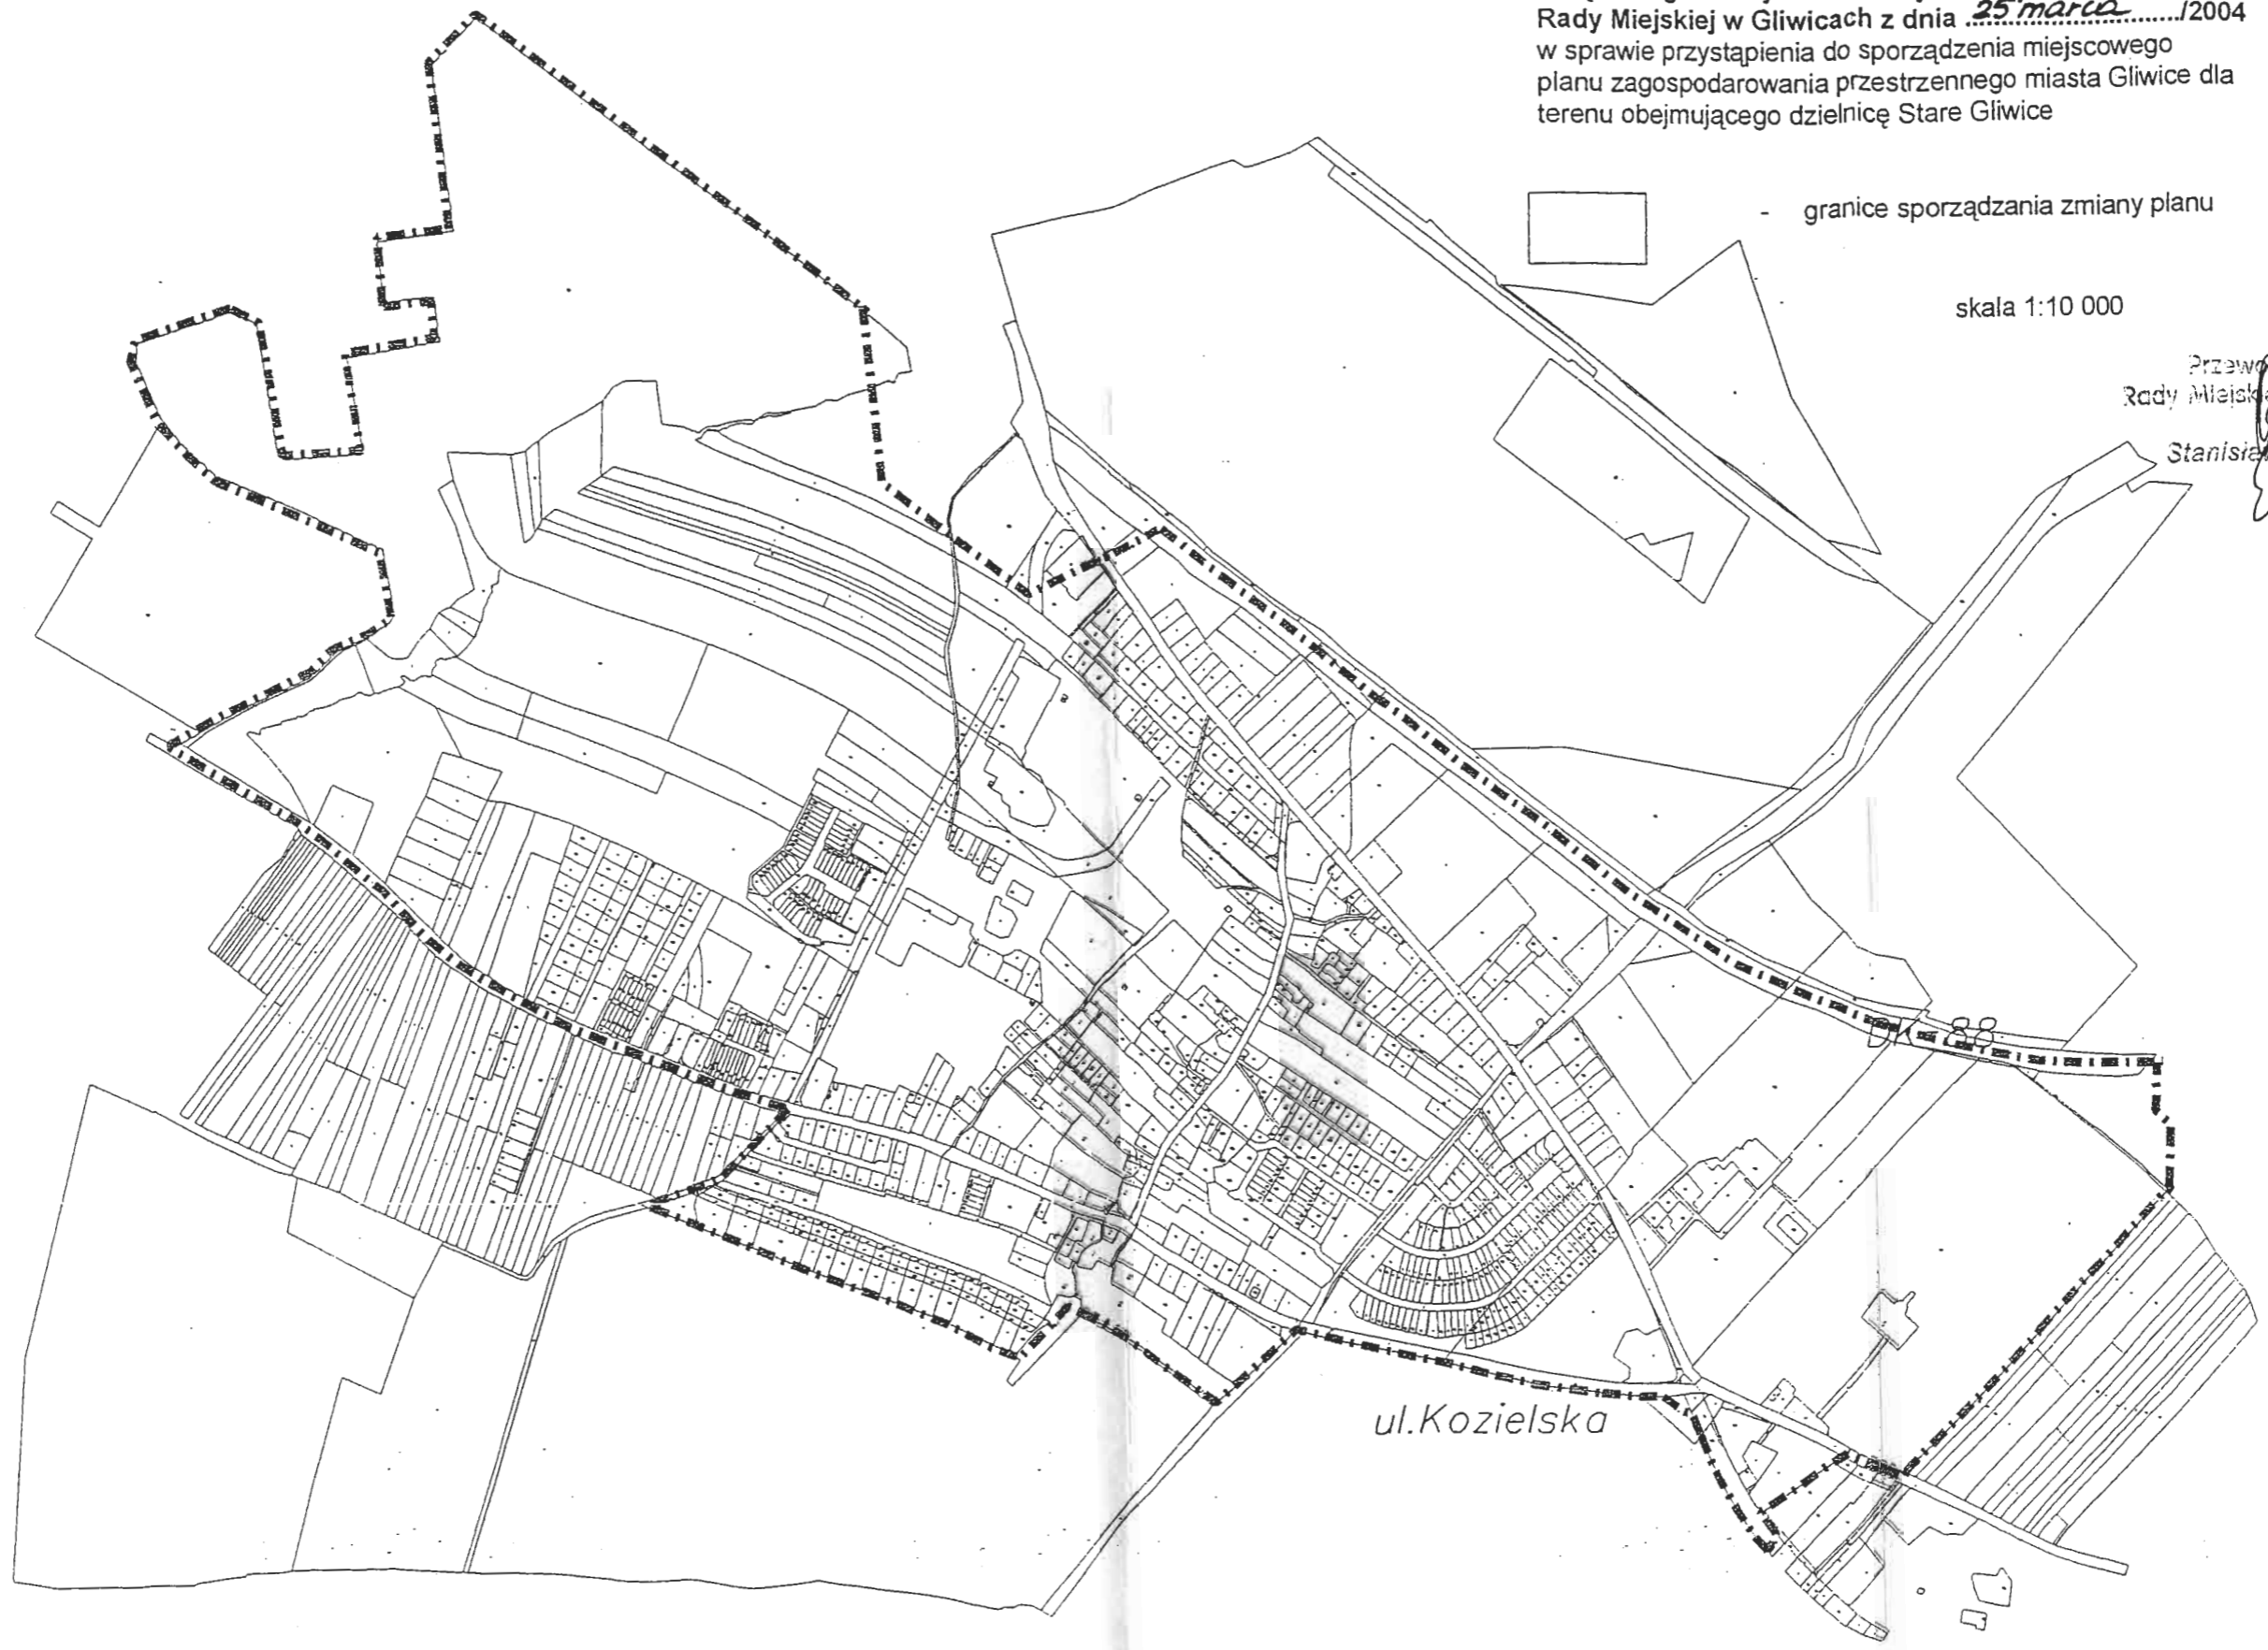 Rady Miejskiej w Gliwicach z dnia 25 marca /2004
w sprawie przystąpienia do sporządzenia miejscowego
planu zagospodarowania przestrzennego miasta Gliwice dla
terenu obejmującego dzielnicę Stare Gliwice
- granice sporządzania zmiany planu
skala 1:10 000
Rady
ul.Kozielska